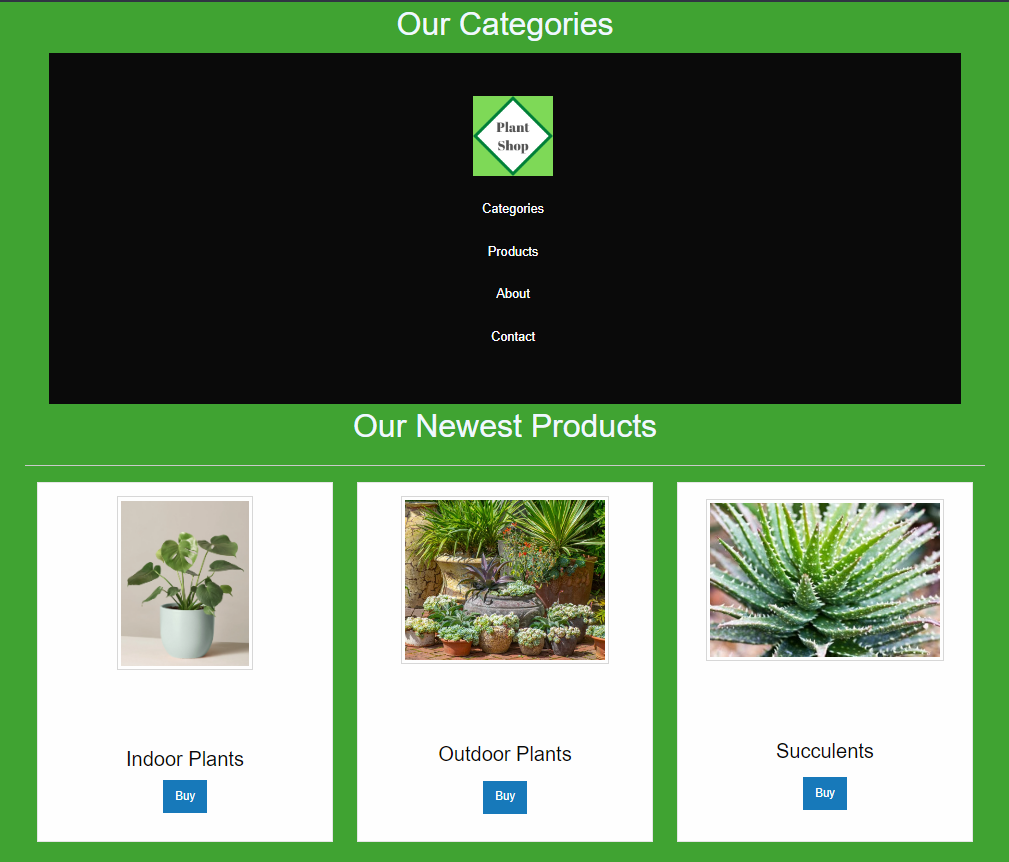 Our Categories
Plant
Shop
Categories
Products
About
Contact
Our Newest Products
Indoor Plants
Outdoor Plants
Succulents
Buy
Buy
Buy